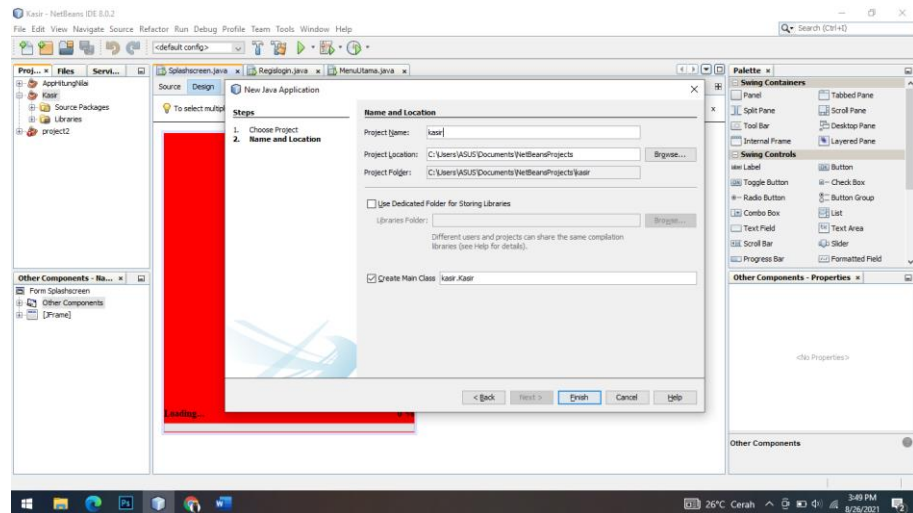 Kasir - NetBeans IDE 8.0.2
File Edit View Navigate Source Refactor Run Debug Profile Team Tools Window Help
Search (Ctrl+I)
<default config>
Proj... Files Servi...
AppHitungNilai
Kasir
Source Packages
Libraries
project2
Splashscreen.java Regislogin.java MenuUtama.java
Source Design
To select multipl
New Java Application
Steps
1. Choose Project
2. Name and Location
Name and Location
Project Name: kasir
Project Location: C:\Users\ASUS\Documents\NetBeansProjects Browse...
Project Folder: C:\Users\ASUS\Documents\NetBeansProjects\kasir
Use Dedicated Folder for Storing Libraries
Libraries Folder: Browse...
Different users and projects can share the same compilation
libraries (see Help for details).
Create Main Class kasir.Kasir
< Back Next > Finish Cancel Help
Loading...
Other Components - Na...
Form Splashscreen
Other Components
[JFrame]
Palette
Swing Containers
Panel Tabbed Pane
Split Pane Scroll Pane
Tool Bar Desktop Pane
Internal Frame Layered Pane
Swing Controls
label Label Button
Toggle Button Check Box
Radio Button Button Group
Combo Box List
Text Field Text Area
Scroll Bar Slider
Progress Bar Formatted Field
Other Components - Properties
<No Properties>
Other Components
26°C Cerah
3:49 PM
8/26/2021